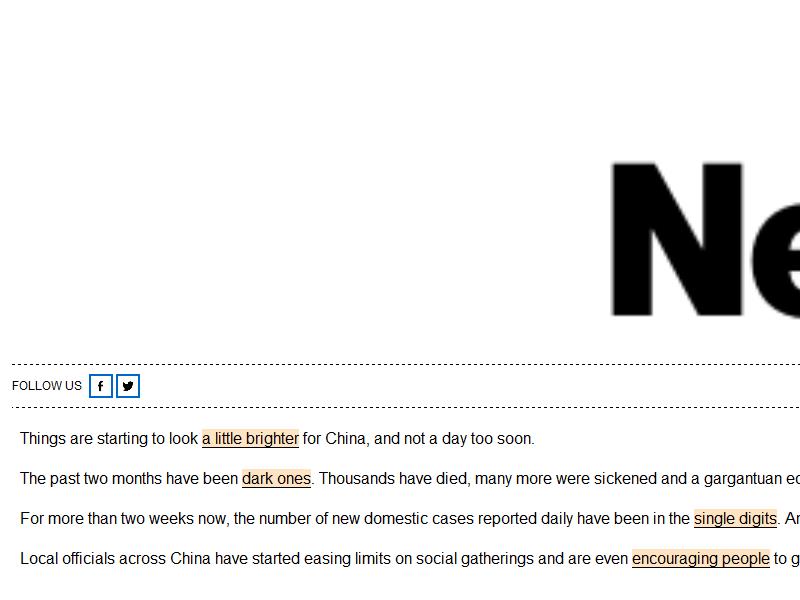 Ne
FOLLOW US
Things are starting to look a little brighter for China, and not a day too soon.
The past two months have been dark ones. Thousands have died, many more were sickened and a gargantuan ec
For more than two weeks now, the number of new domestic cases reported daily have been in the single digits. An
Local officials across China have started easing limits on social gatherings and are even encouraging people to g